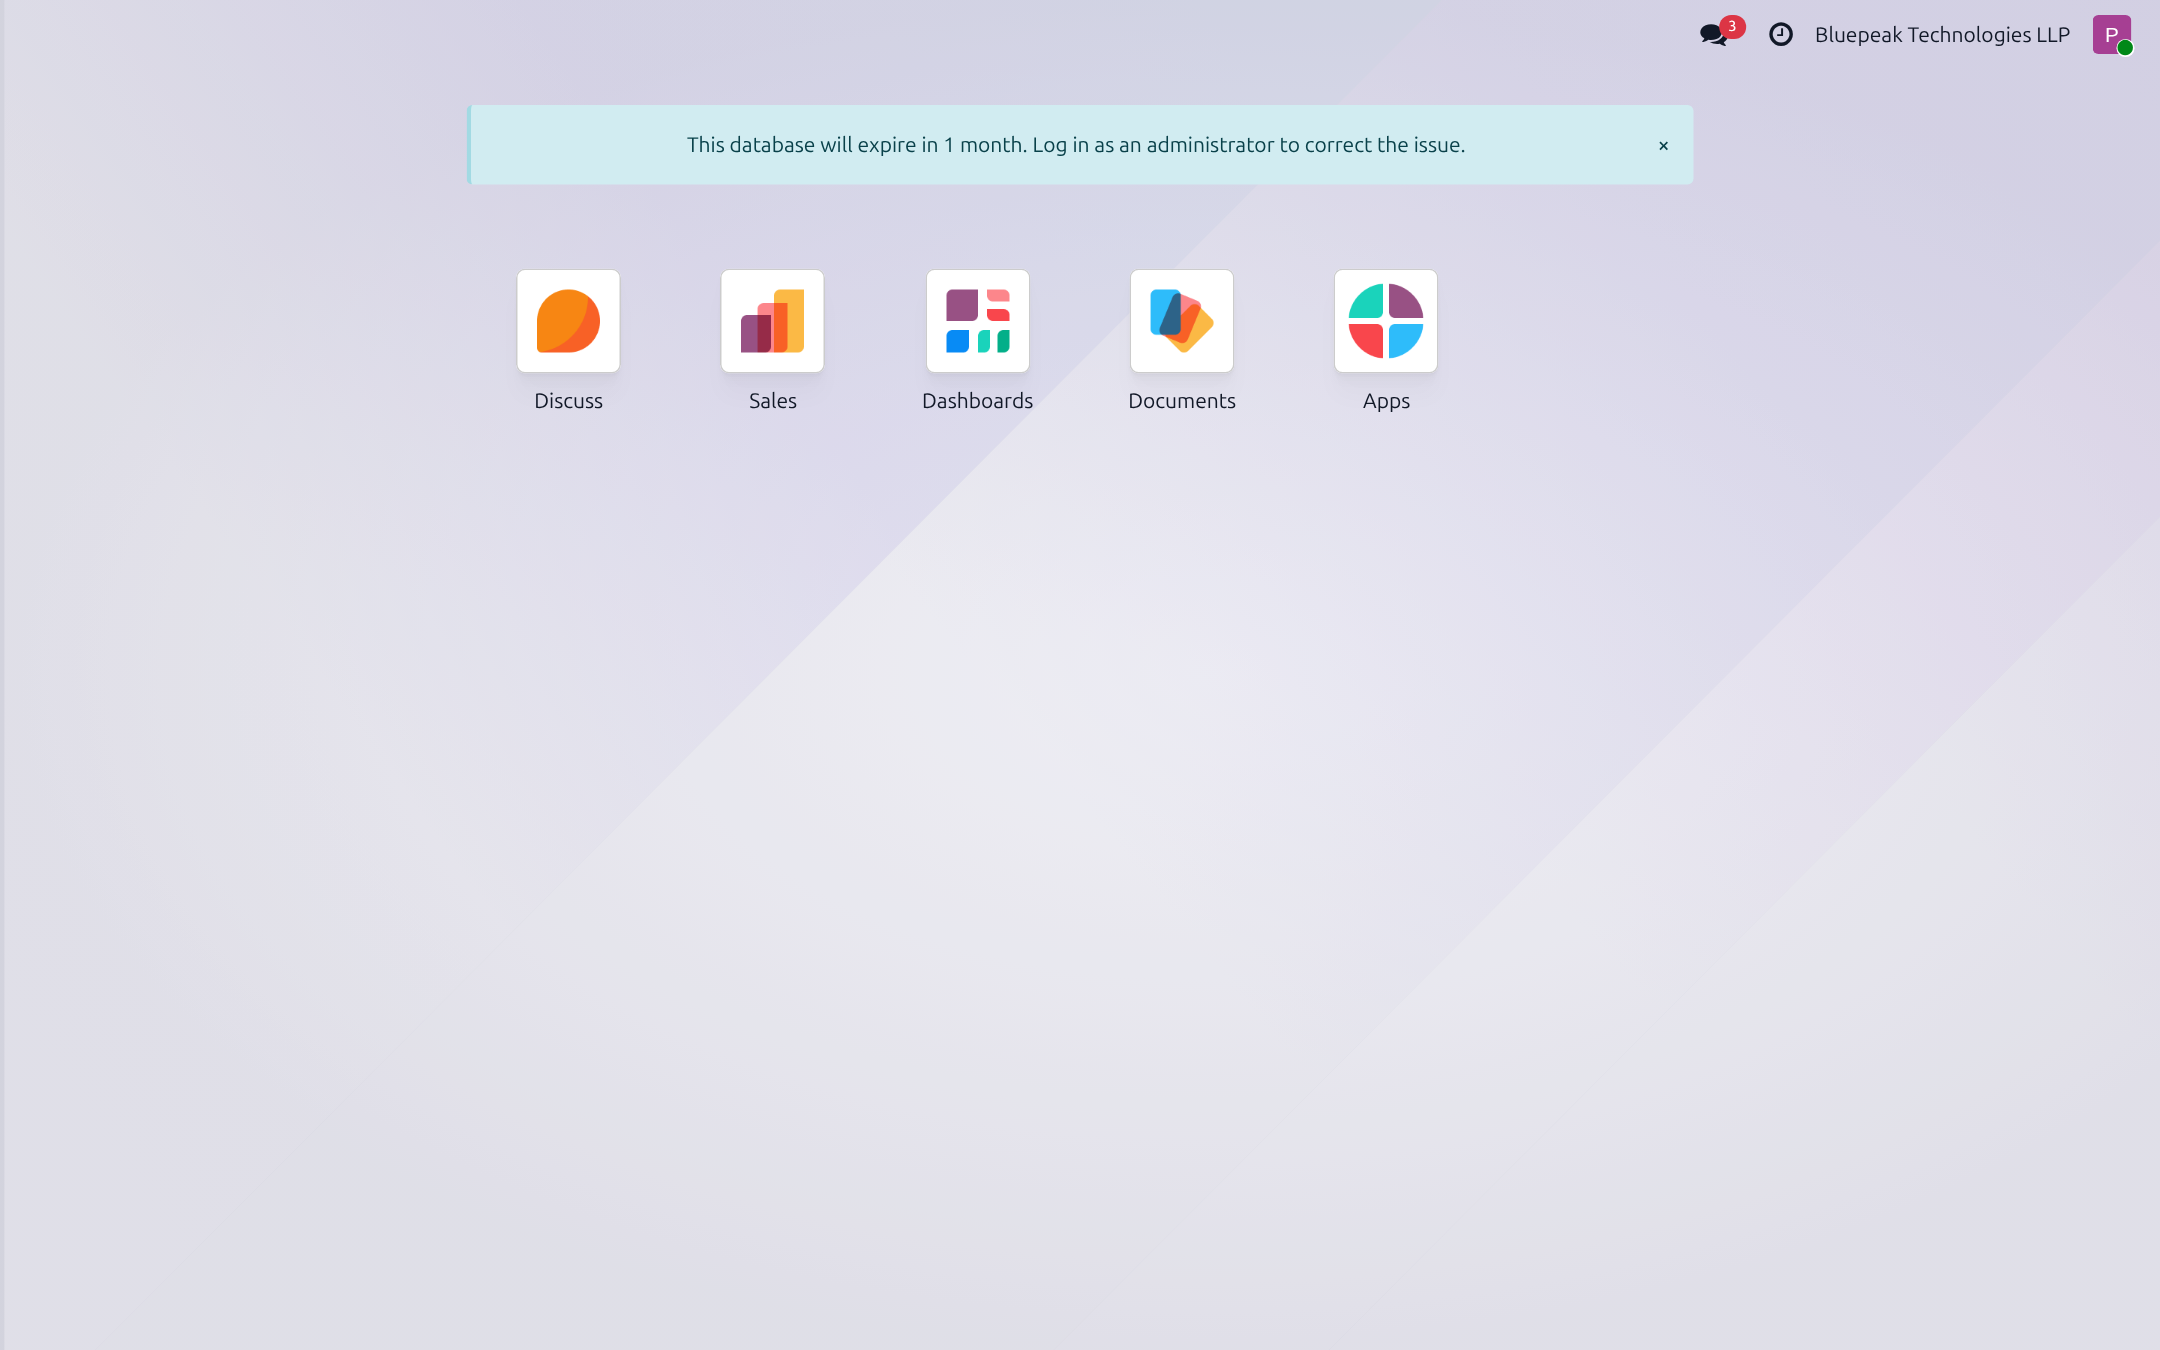 3
Bluepeak Technologies LLP
P
This database will expire in 1 month. Log in as an administrator to correct the issue.
×
Discuss
Sales
Dashboards
Documents
Apps